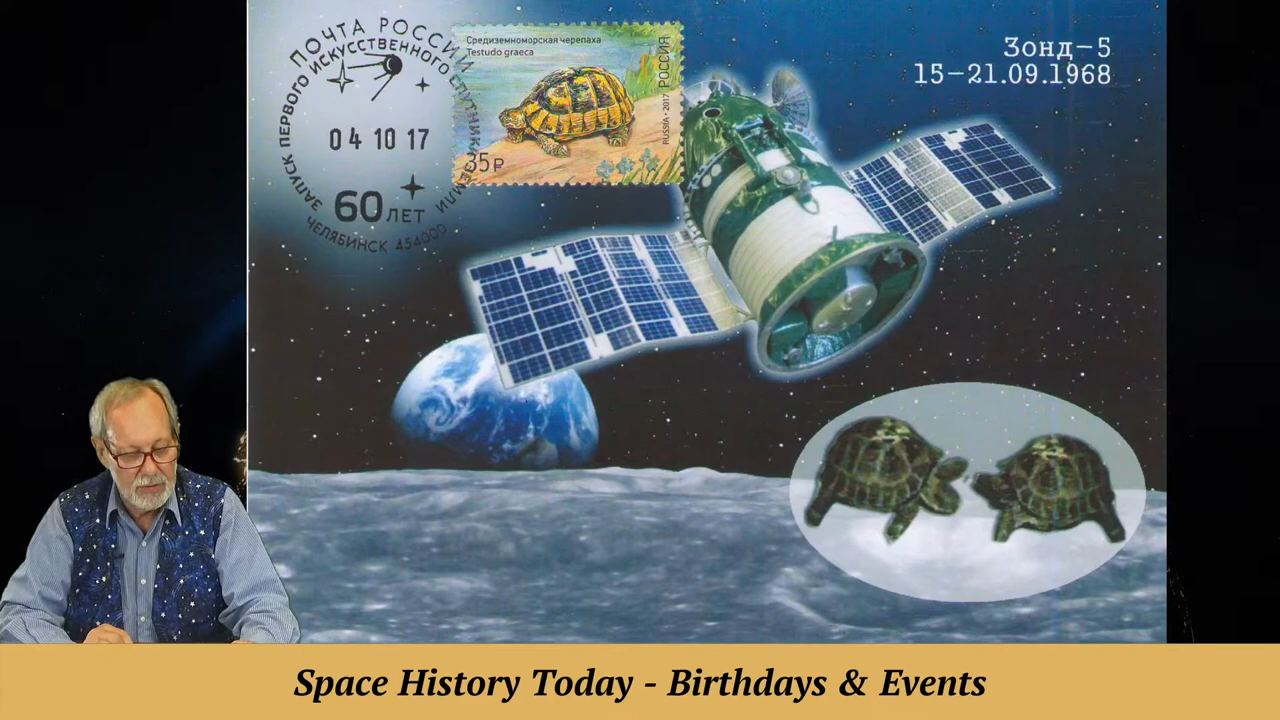 ПОЧТА РОССИИ
ЗАПУСК ПЕРВОГО ИСКУССТВЕННОГО СПУТНИКА ЗЕМЛИ
04 10 17
60 ЛЕТ
ЧЕЛЯБИНСК 454000
Средиземноморская черепаха
Testudo graeca
РОССИЯ
RUSSIA • 2017
35₽
Зонд-5
15-21.09.1968
Space History Today - Birthdays & Events